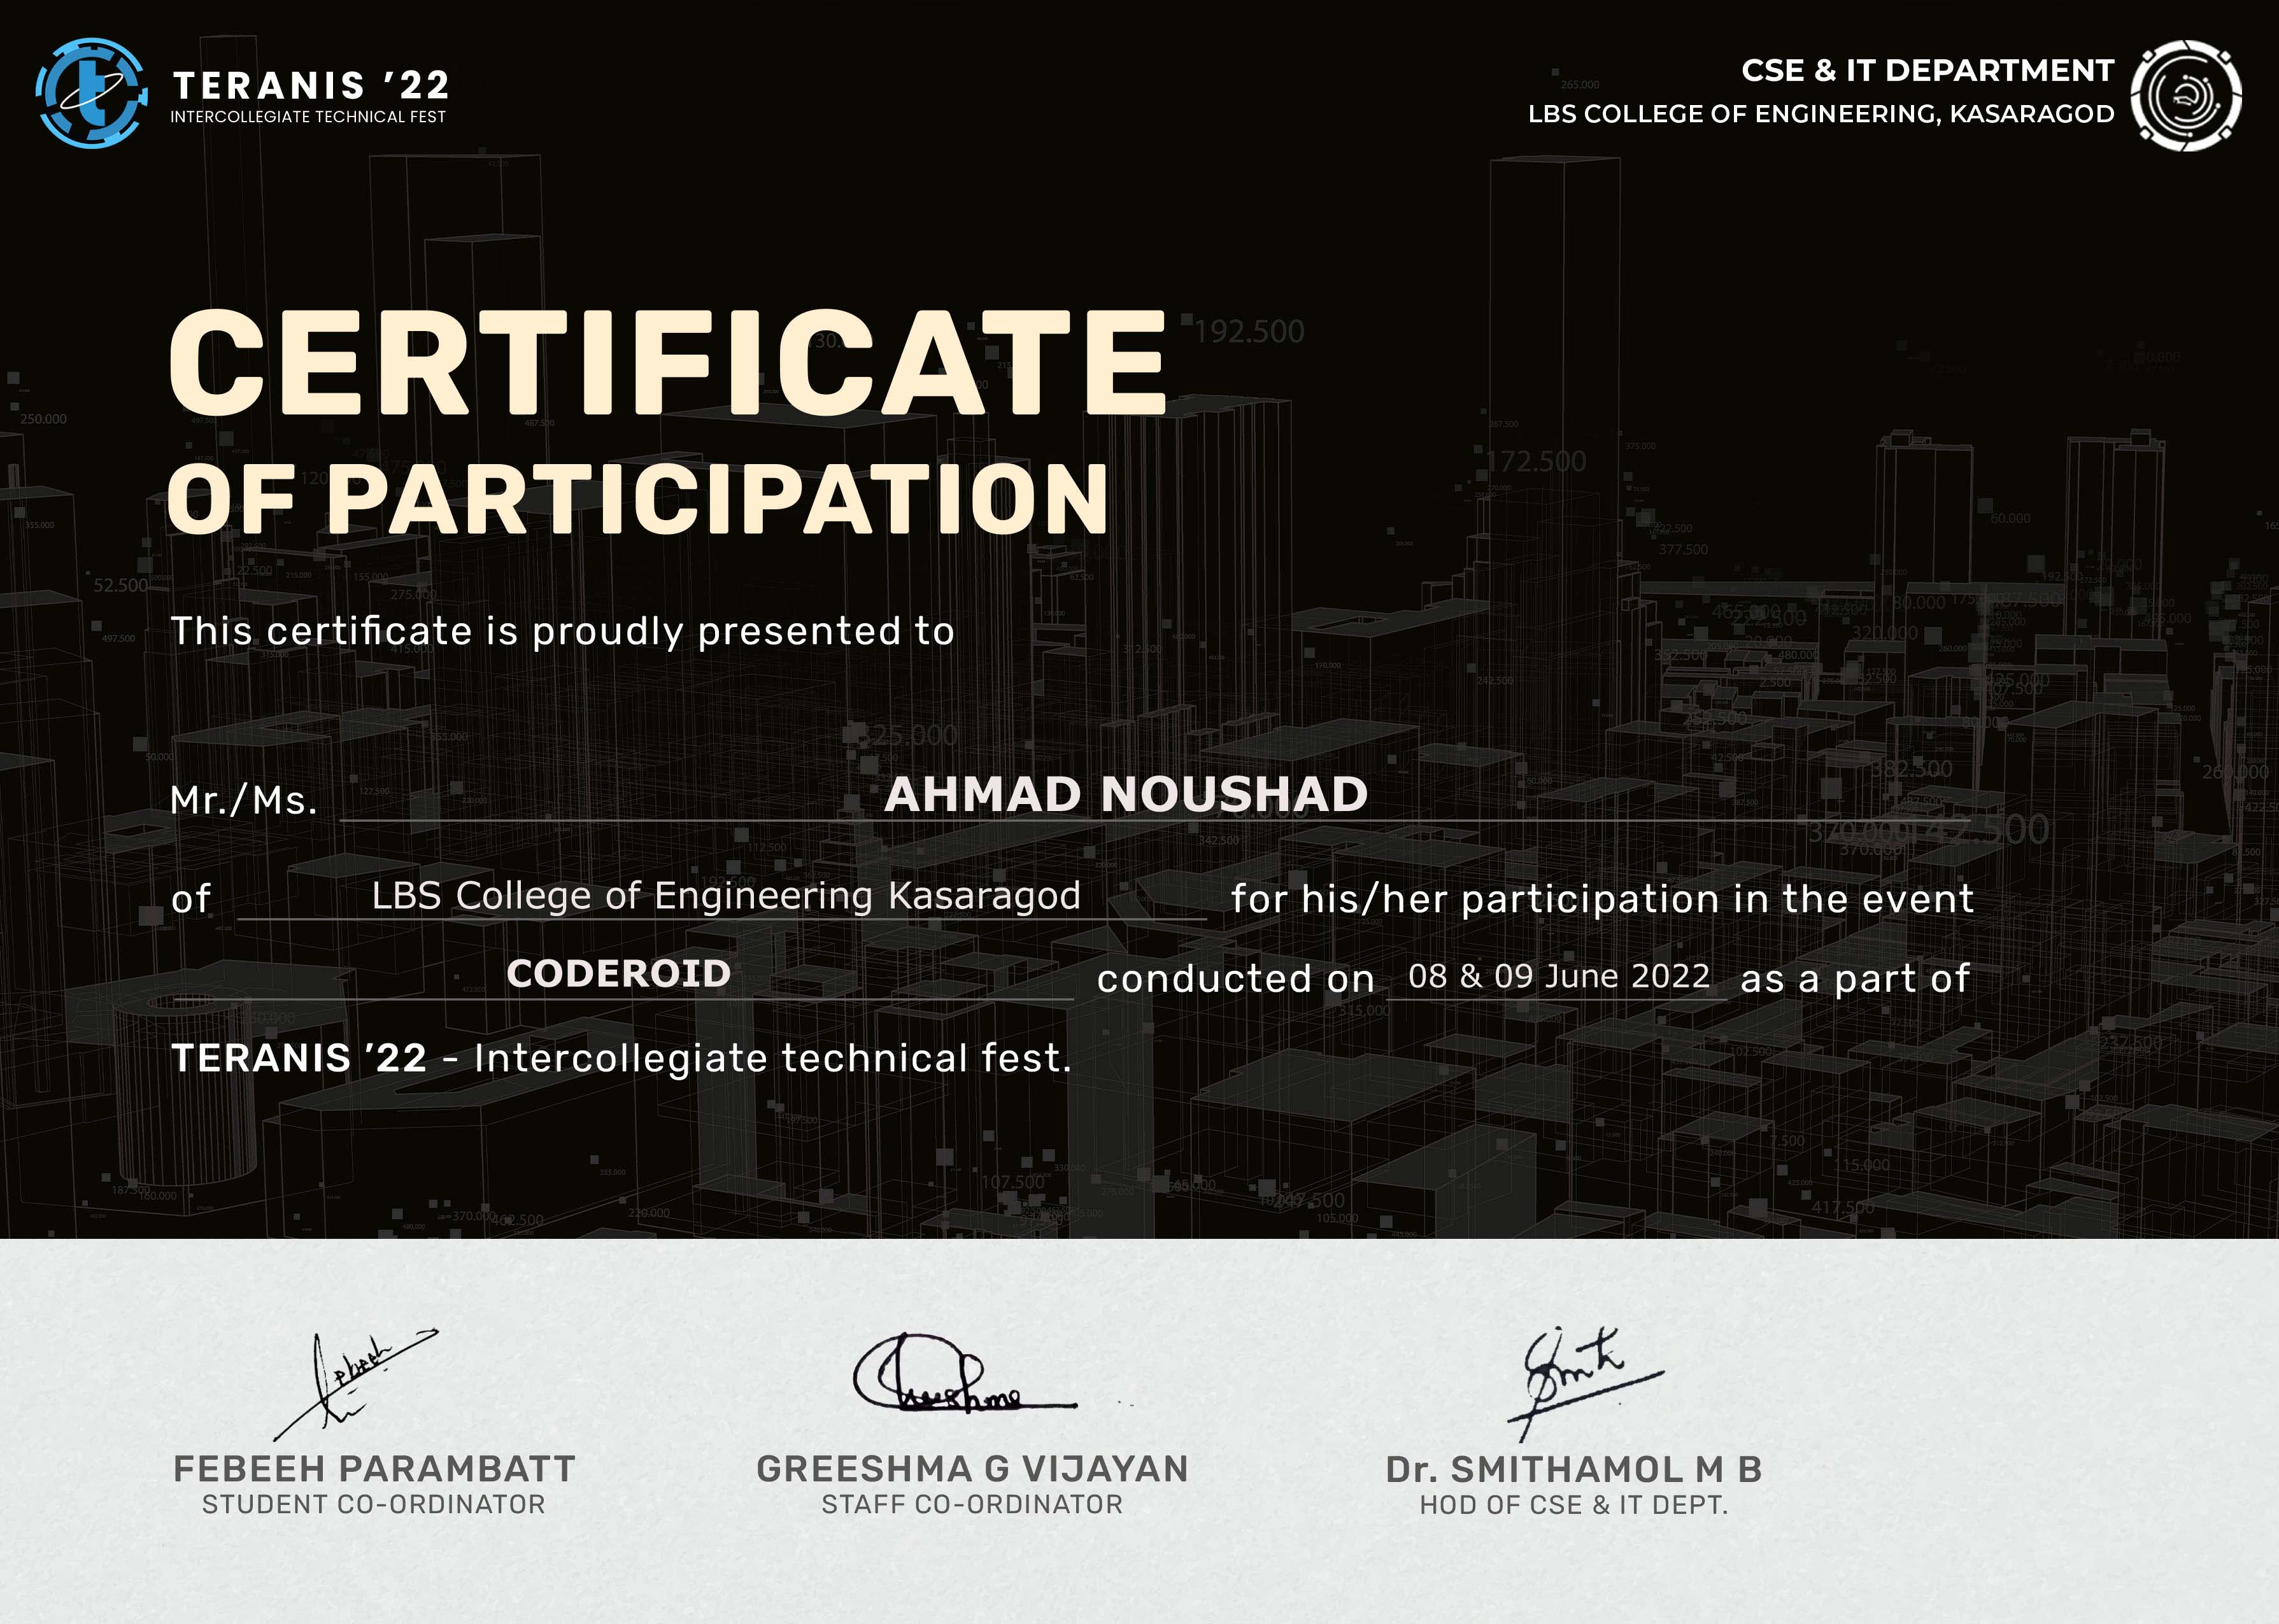 TERANIS ’22
INTERCOLLEGIATE TECHNICAL FEST
CSE & IT DEPARTMENT
LBS COLLEGE OF ENGINEERING, KASARAGOD
CERTIFICATE
OF PARTICIPATION
This certificate is proudly presented to
Mr./Ms. AHMAD NOUSHAD
of LBS College of Engineering Kasaragod for his/her participation in the event
CODEROID conducted on 08 & 09 June 2022 as a part of
TERANIS ’22 - Intercollegiate technical fest.
FEBEEH PARAMBATT
STUDENT CO-ORDINATOR
GREESHMA G VIJAYAN
STAFF CO-ORDINATOR
Dr. SMITHAMOL M B
HOD OF CSE & IT DEPT.